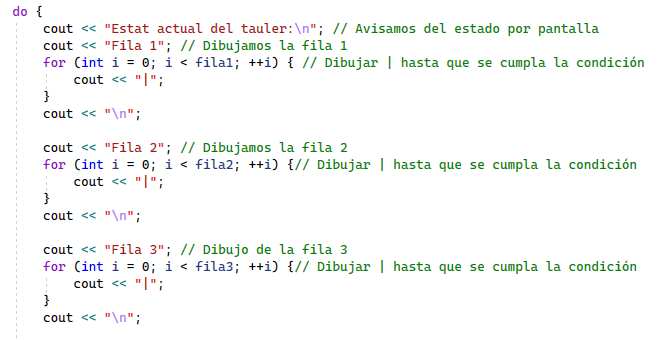 do {
    cout << "Estat actual del tauler:\n"; // Avisamos del estado por pantalla
    cout << "Fila 1"; // Dibujamos la fila 1
    for (int i = 0; i < fila1; ++i) { // Dibujar | hasta que se cumpla la condición
        cout << "|";
    }
    cout << "\n";

    cout << "Fila 2"; // Dibujamos la fila 2
    for (int i = 0; i < fila2; ++i) {// Dibujar | hasta que se cumpla la condición
        cout << "|";
    }
    cout << "\n";

    cout << "Fila 3"; // Dibujo de la fila 3
    for (int i = 0; i < fila3; ++i) {// Dibujar | hasta que se cumpla la condición
        cout << "|";
    }
    cout << "\n";